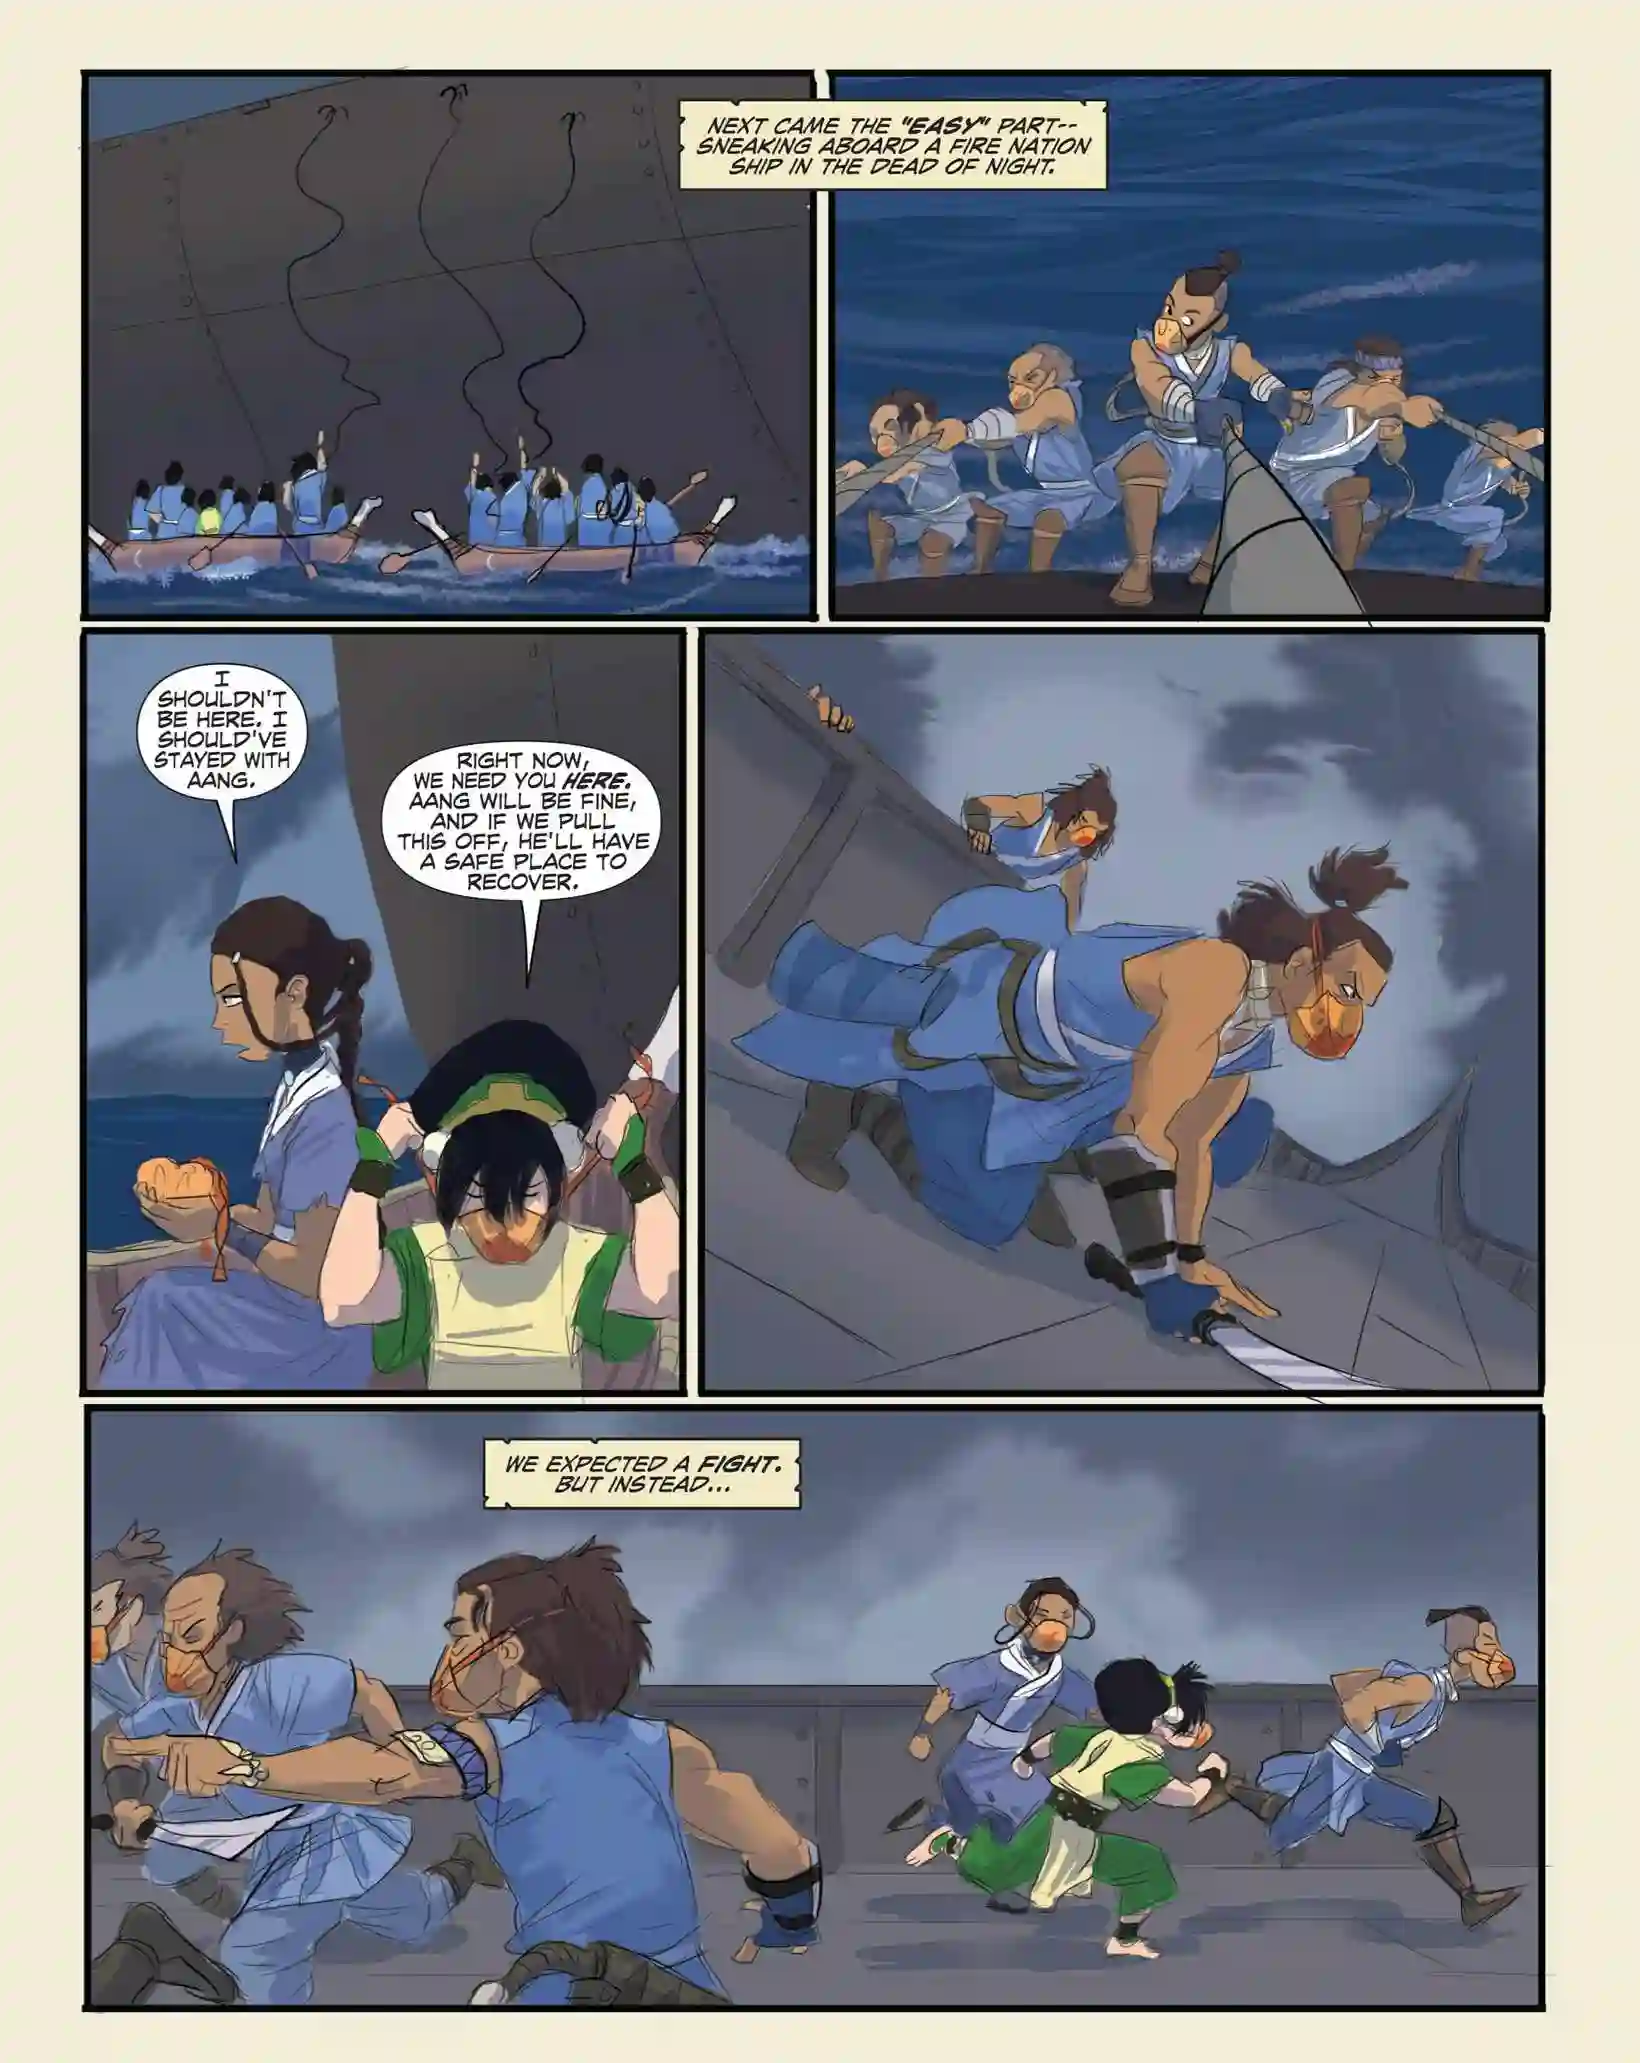 NEXT CAME THE "EASY" PART--
SNEAKING ABOARD A FIRE NATION
SHIP IN THE DEAD OF NIGHT.
I
SHOULDN'T
BE HERE. I
SHOULD'VE
STAYED WITH
AANG.
RIGHT NOW,
WE NEED YOU HERE.
AANG WILL BE FINE,
AND IF WE PULL
THIS OFF, HE'LL HAVE
A SAFE PLACE TO
RECOVER.
WE EXPECTED A FIGHT.
BUT INSTEAD...